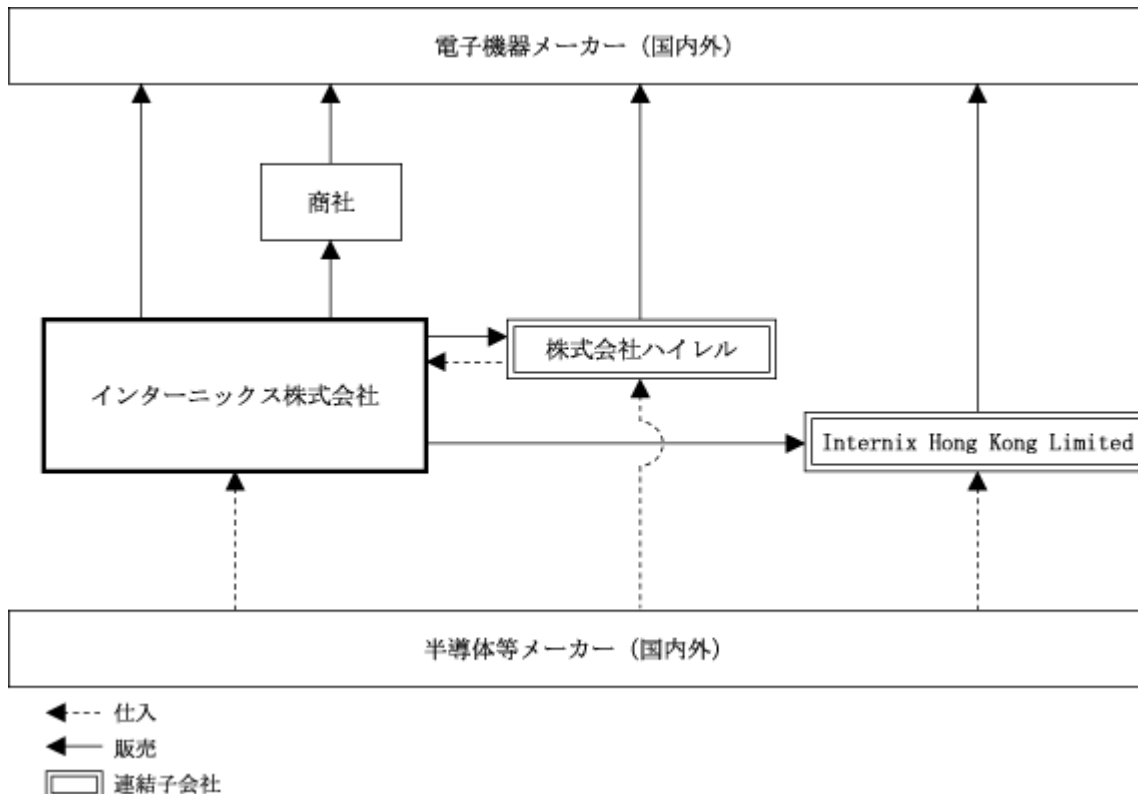 電子機器メーカー（国内外）
商社
株式会社ハイレル
インターニックス株式会社
Internix Hong Kong Limited
半導体等メーカー（国内外）
仕入
販売
連結子会社